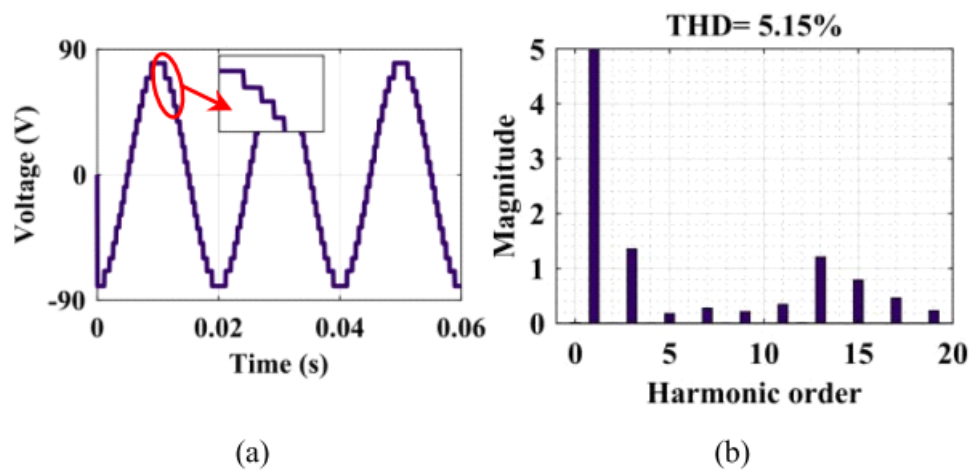 THD= 5.15%
90
0
-90
Voltage (V)
0
0.02
0.04
0.06
Time (s)
5
4
3
2
1
0
Magnitude
0
5
10
15
20
Harmonic order
(a)
(b)